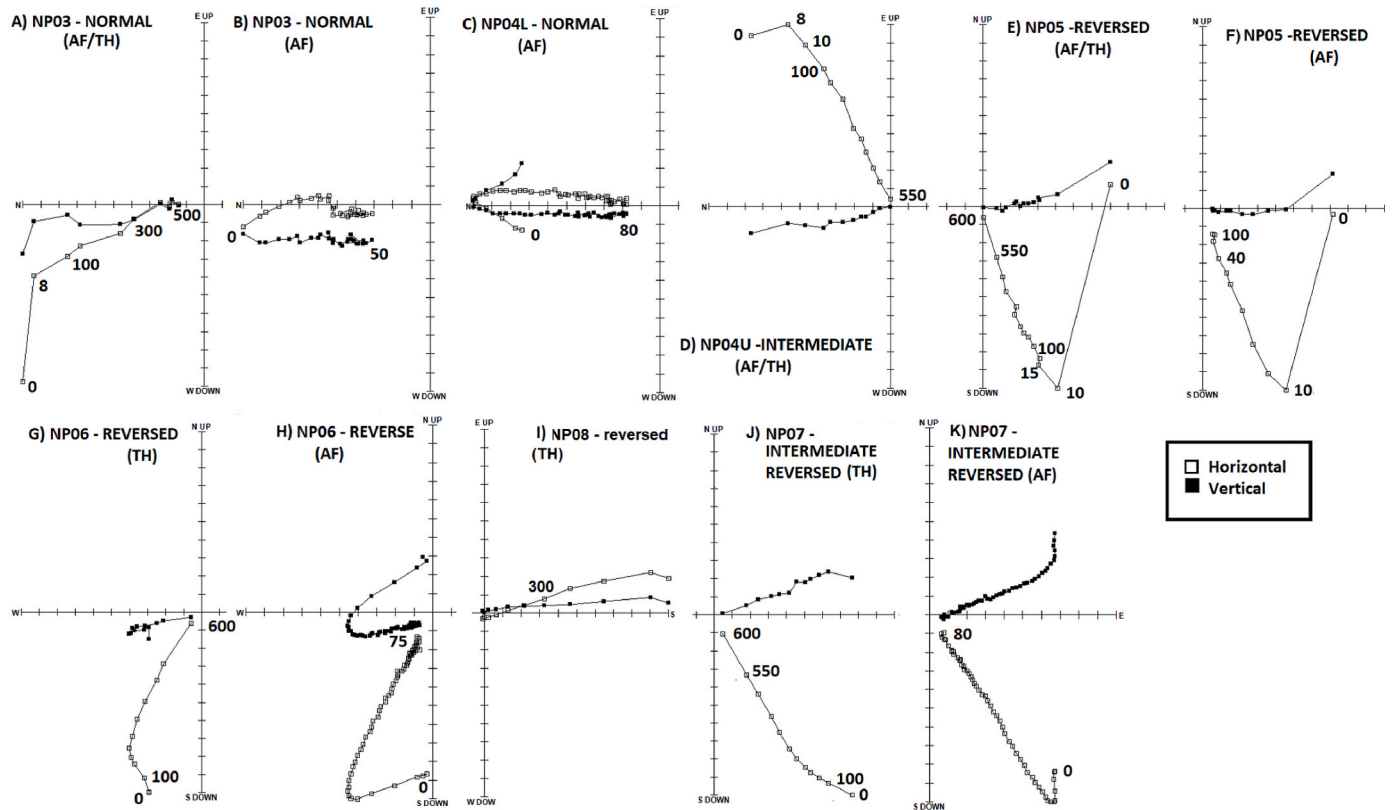 A) NP03 - NORMAL
(AF/TH)
E UP
0
8
100
300
500
W DOWN
B) NP03 - NORMAL
(AF)
E UP
N
0
50
W DOWN
C) NP04L - NORMAL
(AF)
E UP
N
0
80
W DOWN
E UP
0
8
10
100
550
N
D) NP04U -INTERMEDIATE
(AF/TH)
W DOWN
N UP
E) NP05 -REVERSED
(AF/TH)
0
600
550
100
15
10
S DOWN
N UP
F) NP05 -REVERSED
(AF)
0
100
40
10
S DOWN
G) NP06 - REVERSED
(TH)
N UP
W
600
100
0
S DOWN
H) NP06 - REVERSE
(AF)
N UP
W
75
0
S DOWN
E UP
I) NP08 - reversed
(TH)
300
S
W DOW
N UP
J) NP07 -
INTERMEDIATE
REVERSED (TH)
600
550
100
0
S DOWN
N UP
K) NP07 -
INTERMEDIATE
REVERSED (AF)
E
80
0
S DOWN
Horizontal
Vertical